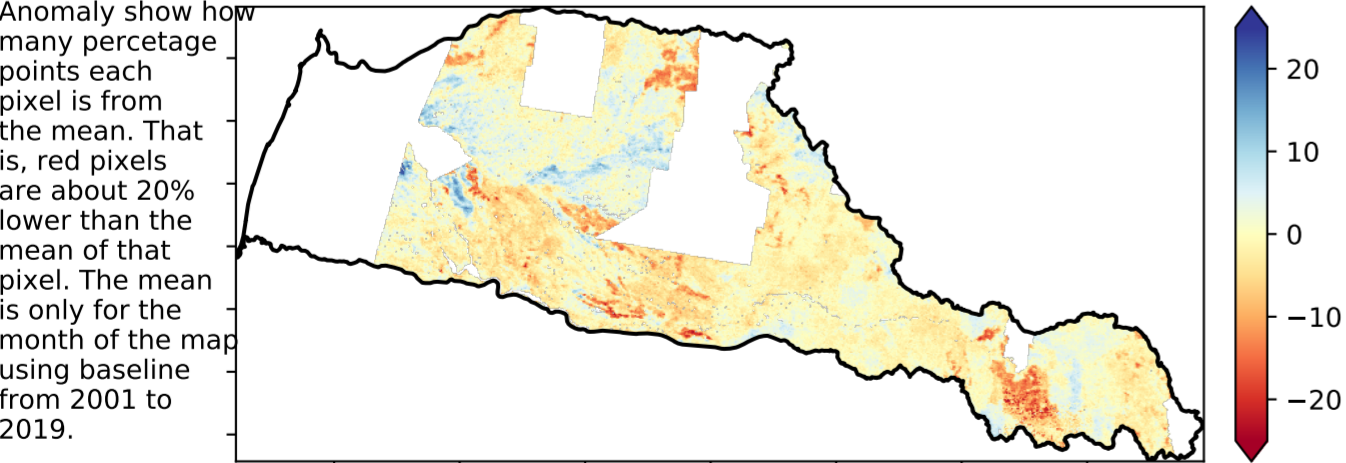 Anomaly show how
many percetage
points each
pixel is from
the mean. That
is, red pixels
are about 20%
lower than the
mean of that
pixel. The mean
is only for the
month of the map
using baseline
from 2001 to
2019.
20
10
0
−10
−20